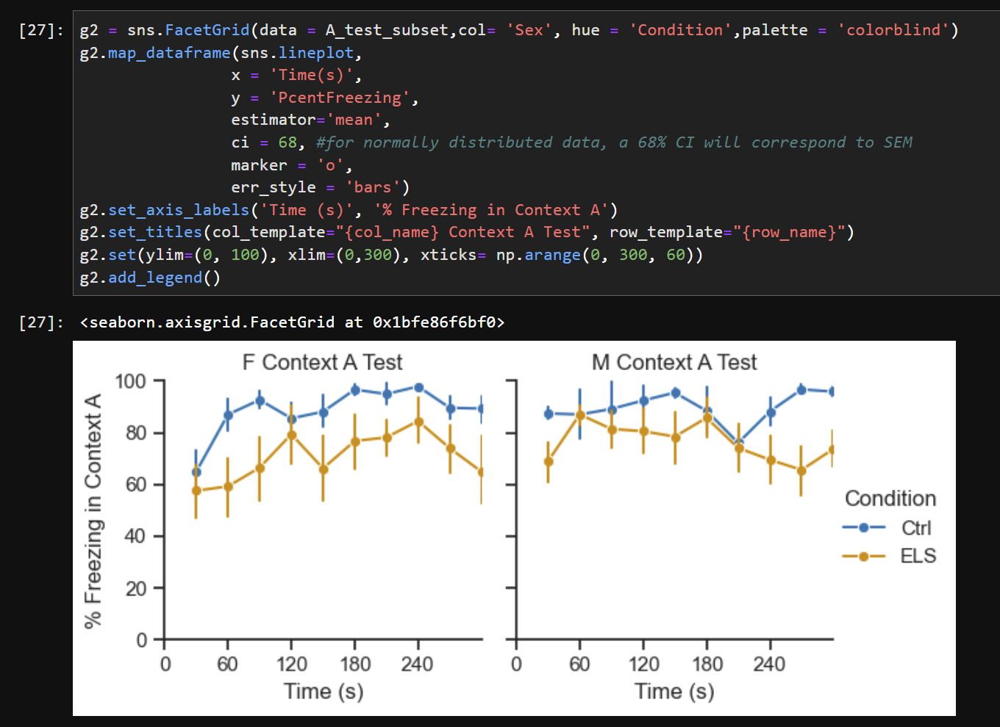 [27]: g2 = sns.FacetGrid(data = A_test_subset,col= 'Sex', hue = 'Condition',palette = 'colorblind')
g2.map_dataframe(sns.lineplot,
x = 'Time(s)',
y = 'PcentFreezing',
estimator='mean',
ci = 68, #for normally distributed data, a 68% CI will correspond to SEM
marker = 'o',
err_style = 'bars')
g2.set_axis_labels('Time (s)', '% Freezing in Context A')
g2.set_titles(col_template="{col_name} Context A Test", row_template="{row_name}")
g2.set(ylim=(0, 100), xlim=(0,300), xticks= np.arange(0, 300, 60))
g2.add_legend()
[27]: <seaborn.axisgrid.FacetGrid at 0x1bfe86f6bf0>
F Context A Test
% Freezing in Context A
100
80
60
40
20
0
0 60 120 180 240
Time (s)
M Context A Test
0 60 120 180 240
Time (s)
Condition
Ctrl
ELS